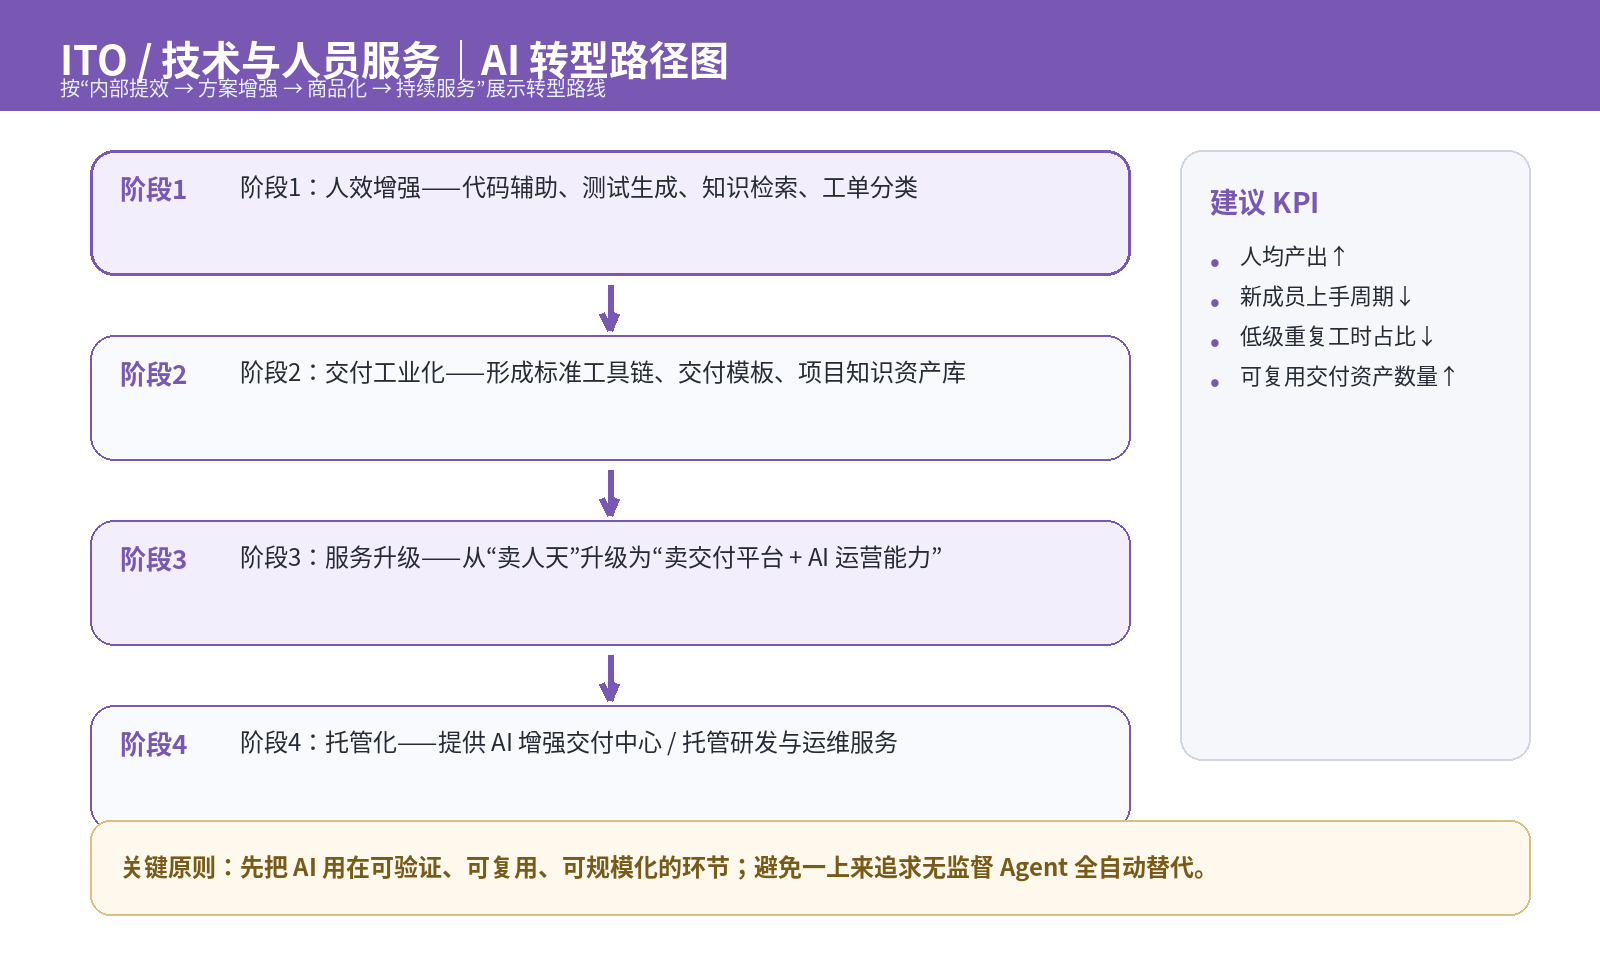 ITO / 技术与人员服务｜AI 转型路径图
按“内部提效 → 方案增强 → 商品化 → 持续服务”展示转型路线
阶段1
阶段1：人效增强——代码辅助、测试生成、知识检索、工单分类
阶段2
阶段2：交付工业化——形成标准工具链、交付模板、项目知识资产库
阶段3
阶段3：服务升级——从“卖人天”升级为“卖交付平台 + AI 运营能力”
阶段4
阶段4：托管化——提供 AI 增强交付中心 / 托管研发与运维服务
建议 KPI
• 人均产出↑
• 新成员上手周期↓
• 低级重复工时占比↓
• 可复用交付资产数量↑
关键原则：先把 AI 用在可验证、可复用、可规模化的环节；避免一上来追求无监督 Agent 全自动替代。